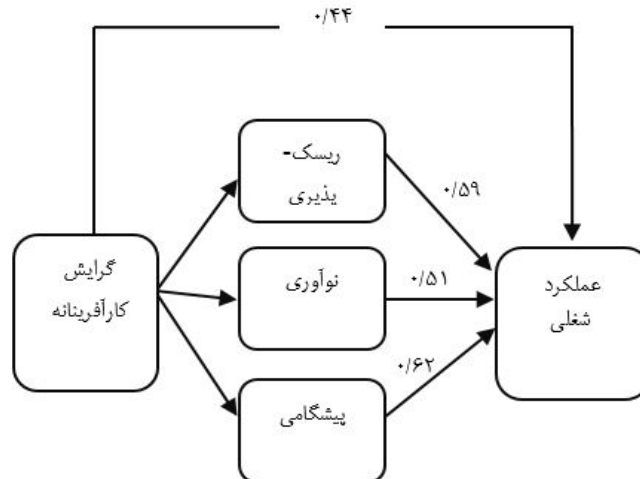 ۰/۴۴
ریسک-
پذیری
۰/۵۹
گرایش
کارآفرینانه
نوآوری
۰/۵۱
عملکرد
شغلی
پیشگامی
۰/۶۲